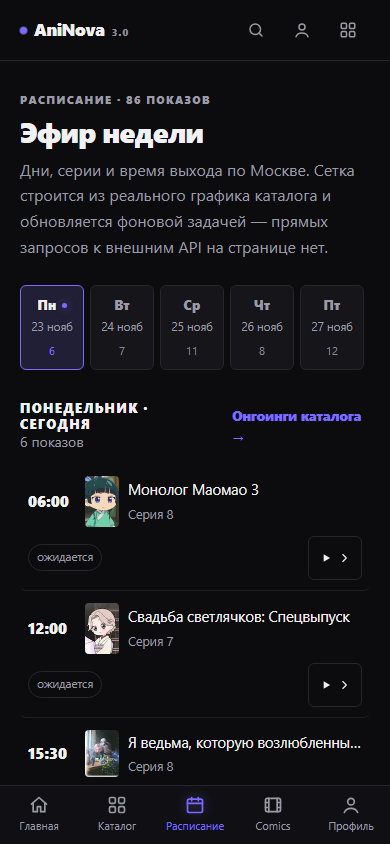 AniNova 3.0
РАСПИСАНИЕ · 86 ПОКАЗОВ
Эфир недели
Дни, серии и время выхода по Москве. Сетка
строится из реального графика каталога и
обновляется фоновой задачей — прямых
запросов к внешним API на странице нет.
Пн Вт Ср Чт Пт
23 нояб 24 нояб 25 нояб 26 нояб 27 нояб
6 7 11 8 12
ПОНЕДЕЛЬНИК ·
СЕГОДНЯ
6 показов
Онгоинги каталога
→
06:00
Монолог Маомао 3
Серия 8
ожидается
12:00
Свадьба светлячков: Спецвыпуск
Серия 7
ожидается
15:30
Я ведьма, которую возлюбленны...
Серия 8
Главная Каталог Расписание Comics Профиль